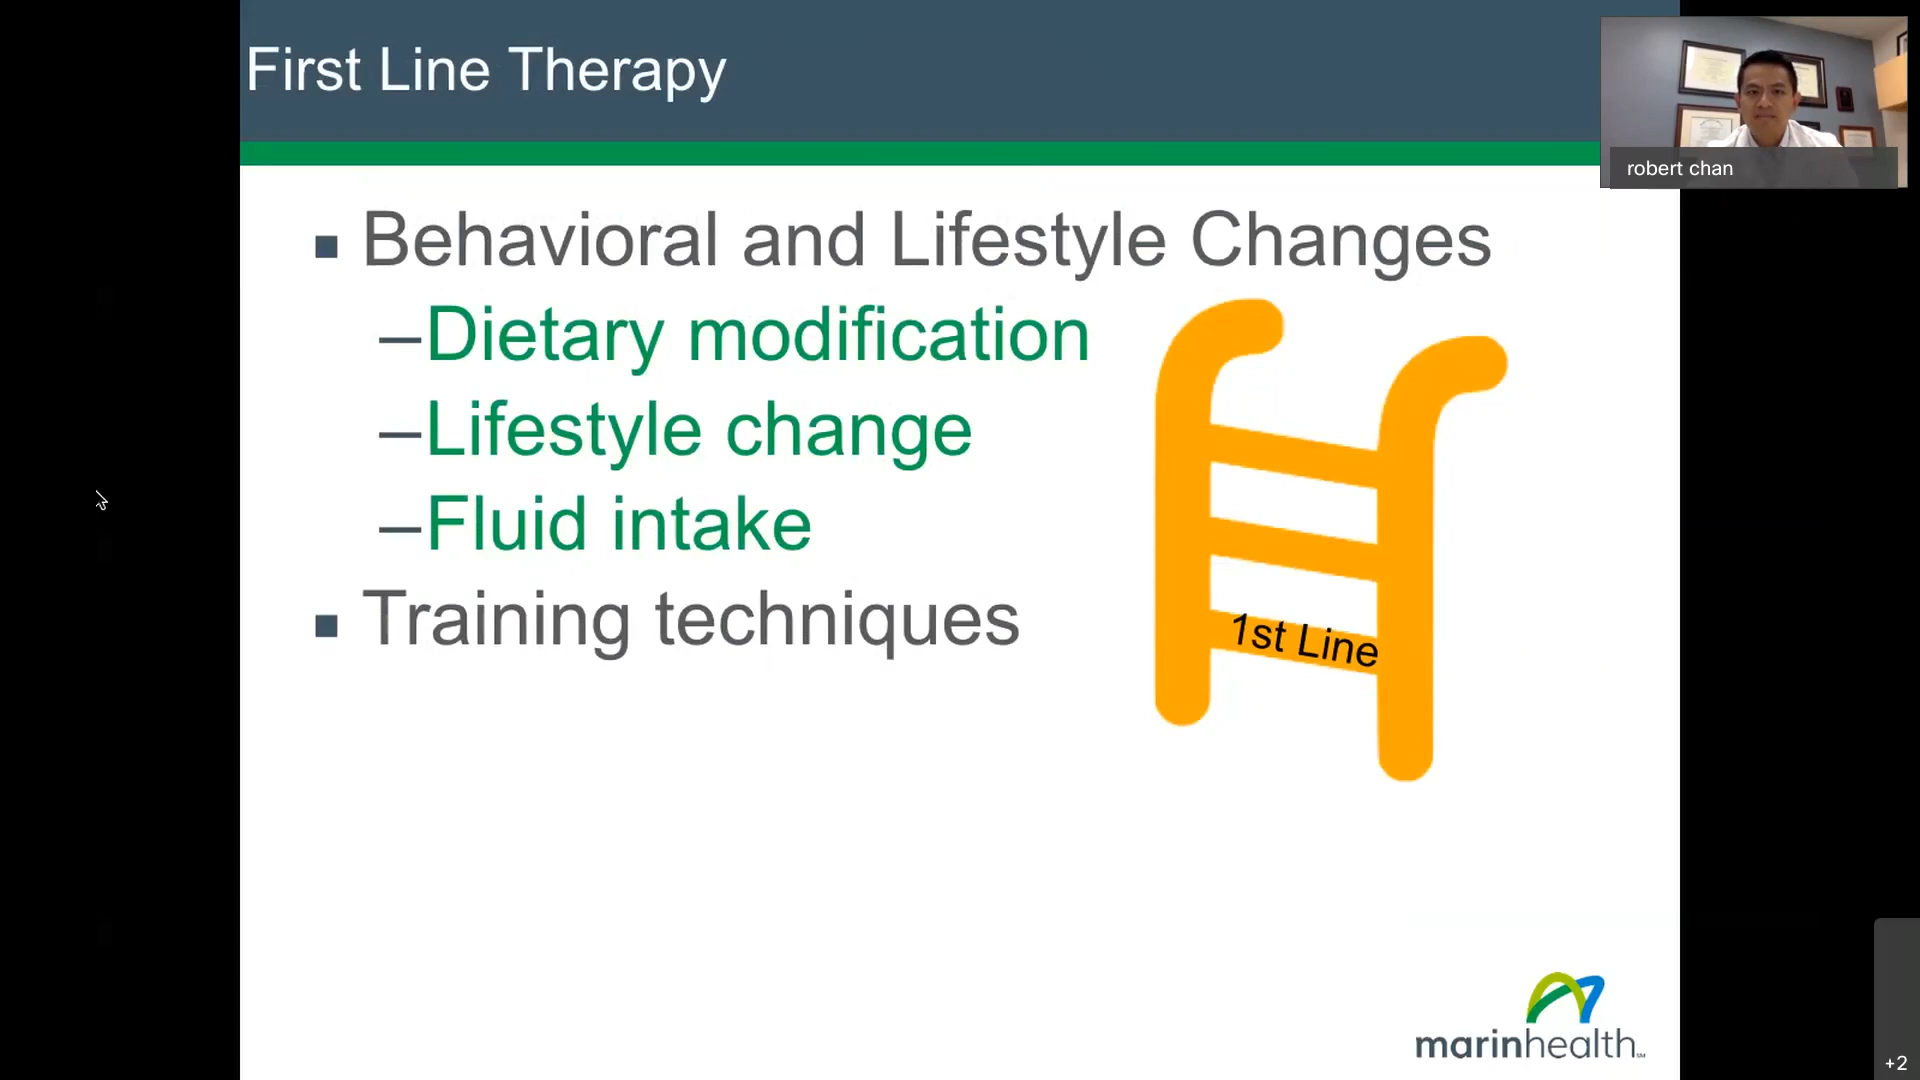 First Line Therapy
robert chan
Behavioral and Lifestyle Changes
–Dietary modification
–Lifestyle change
–Fluid intake
Training techniques
1st Line
marinhealth℠
+2